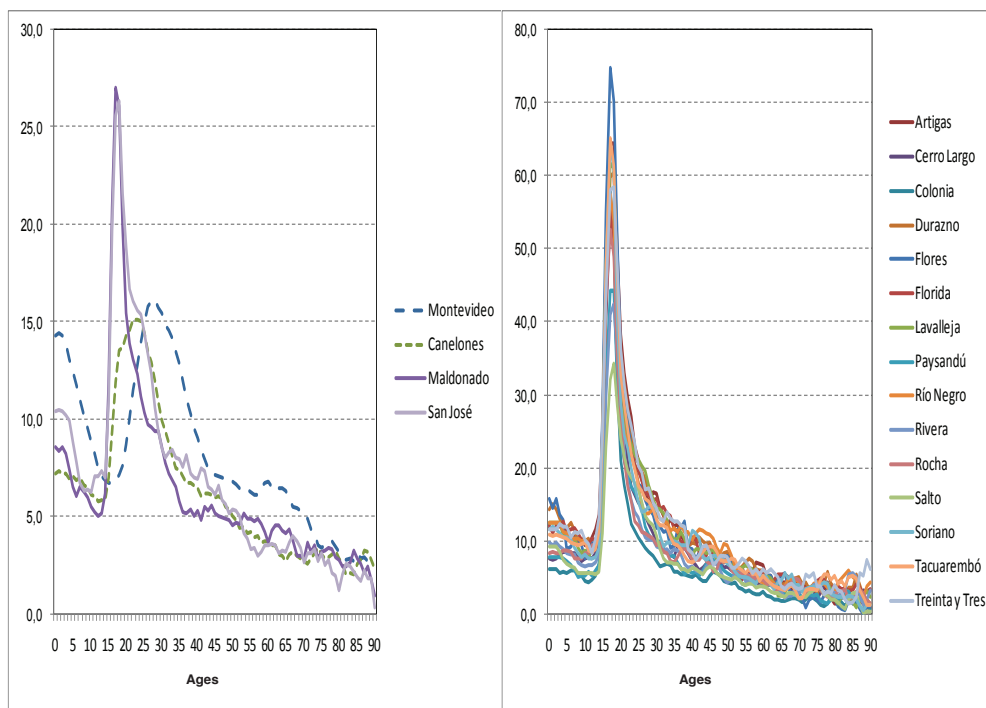 30,0
25,0
20,0
15,0
10,0
5,0
0,0
0 5 10 15 20 25 30 35 40 45 50 55 60 65 70 75 80 85 90
Ages
Montevideo
Canelones
Maldonado
San José
80,0
70,0
60,0
50,0
40,0
30,0
20,0
10,0
0,0
0 5 10 15 20 25 30 35 40 45 50 55 60 65 70 75 80 85 90
Ages
Artigas
Cerro Largo
Colonia
Durazno
Flores
Florida
Lavalleja
Paysandú
Río Negro
Rivera
Rocha
Salto
Soriano
Tacuarembó
Treinta y Tres